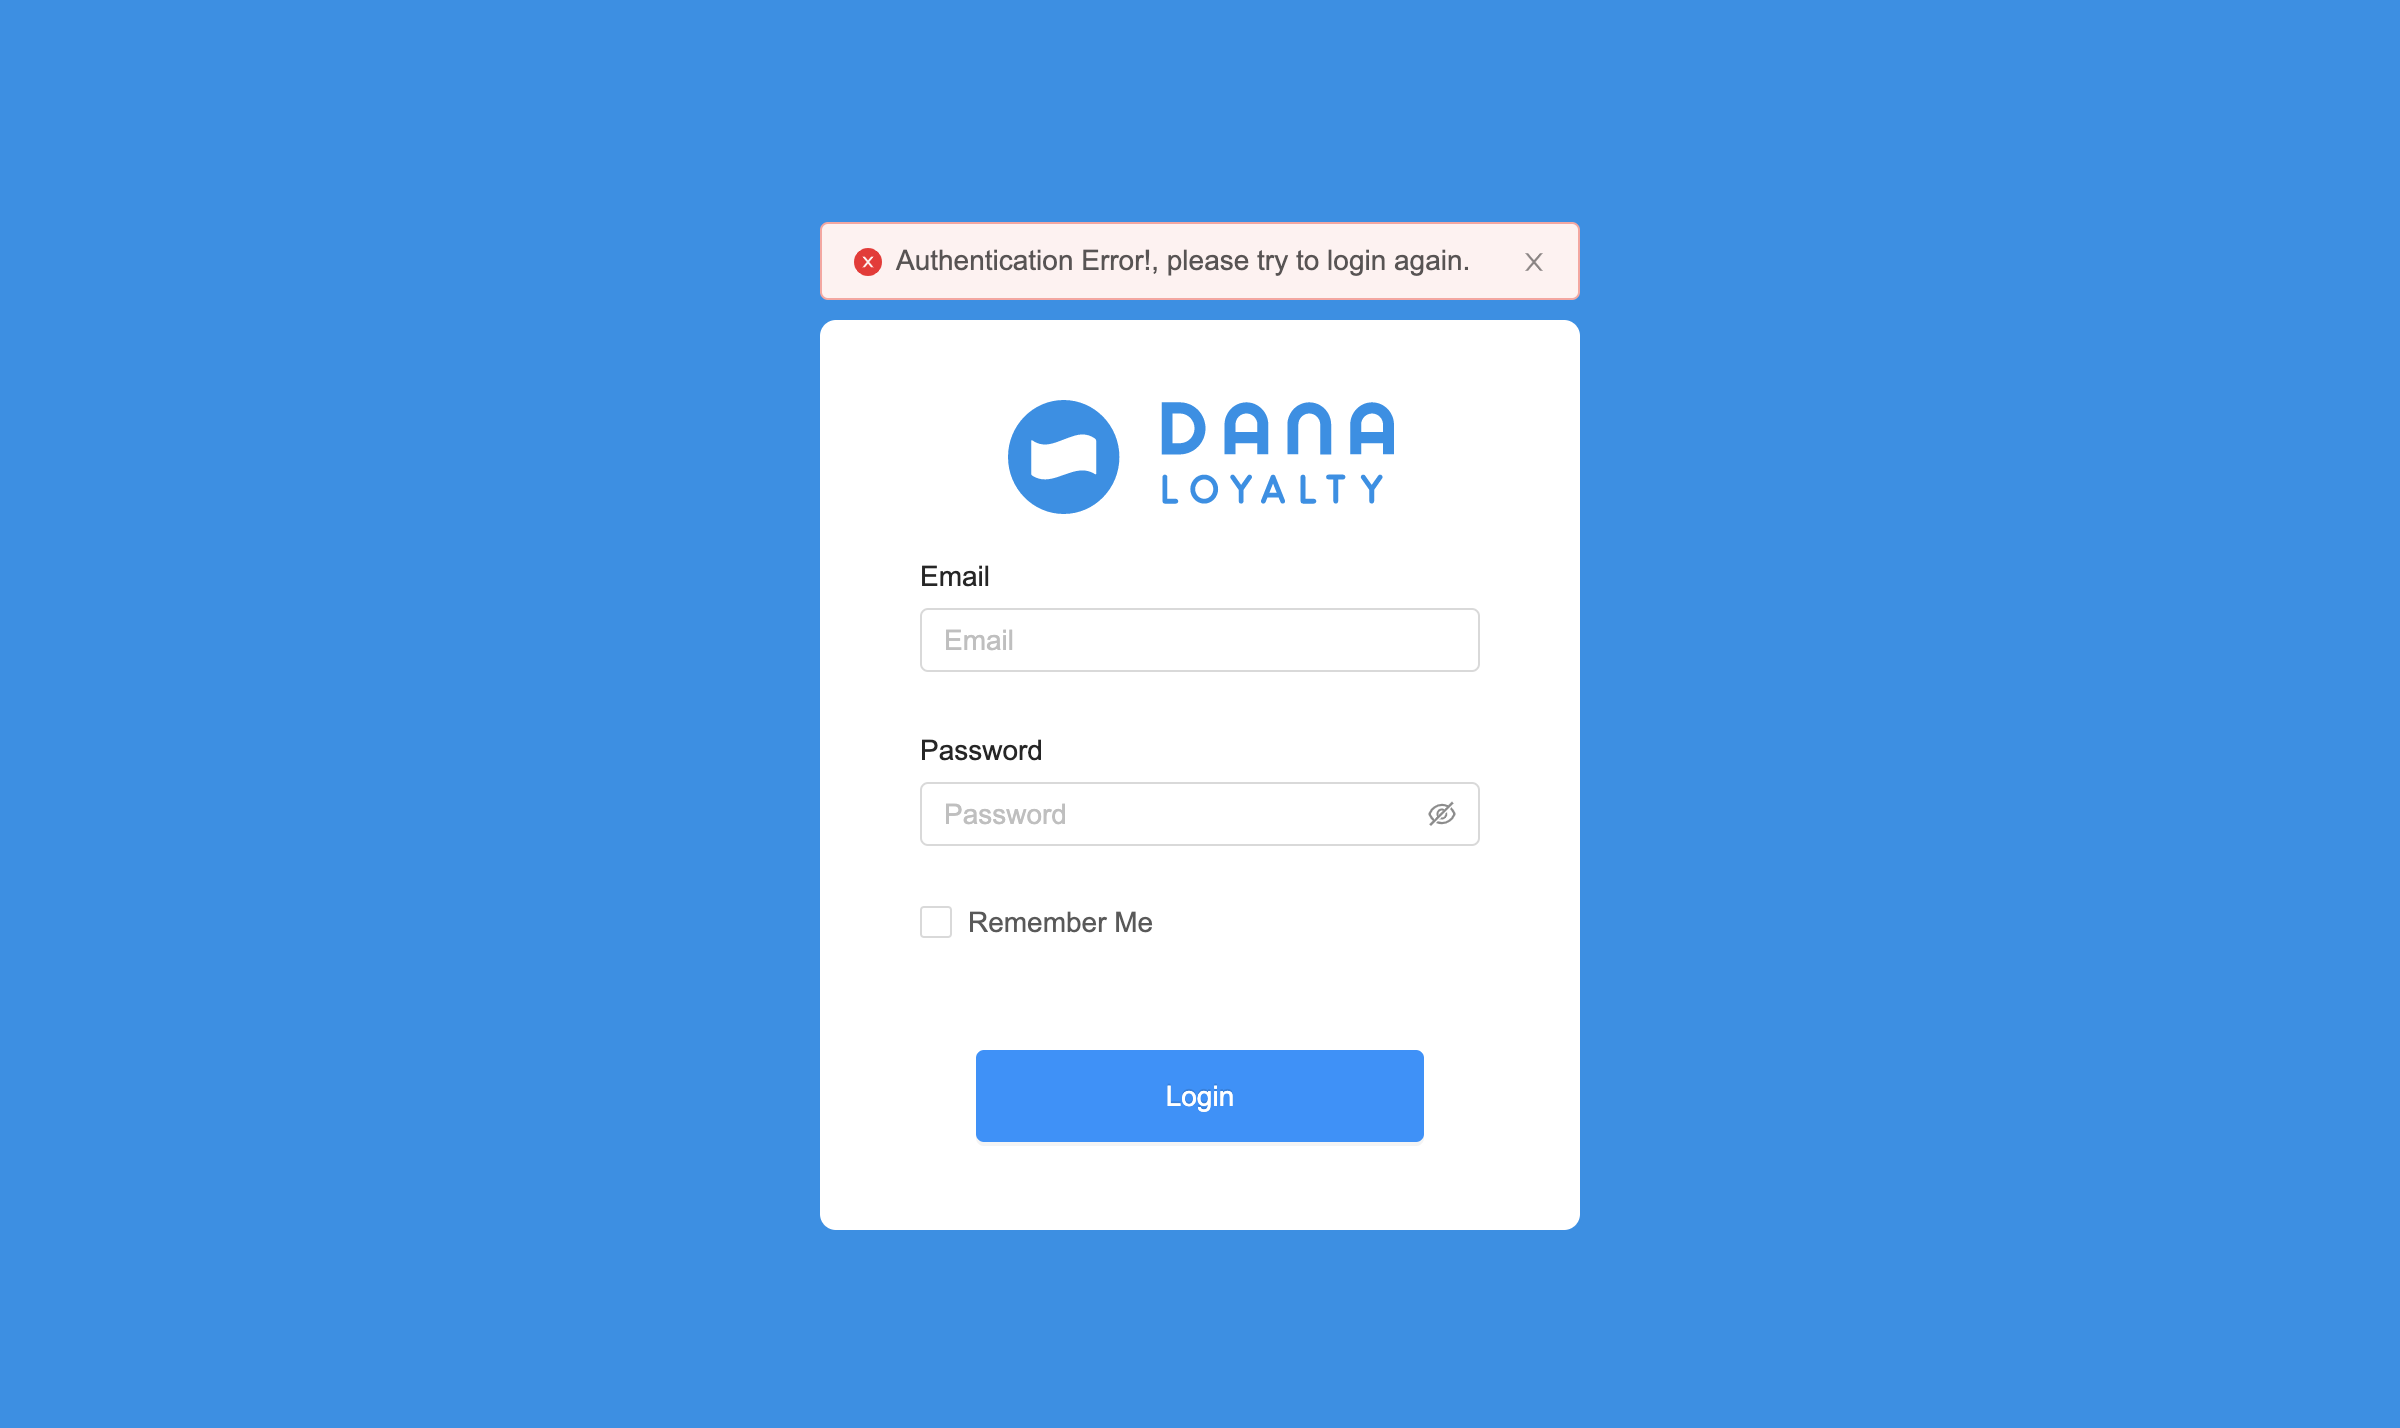 Authentication Error!, please try to login again.
DANA
LOYALTY
Email
Email
Password
Password
Remember Me
Login